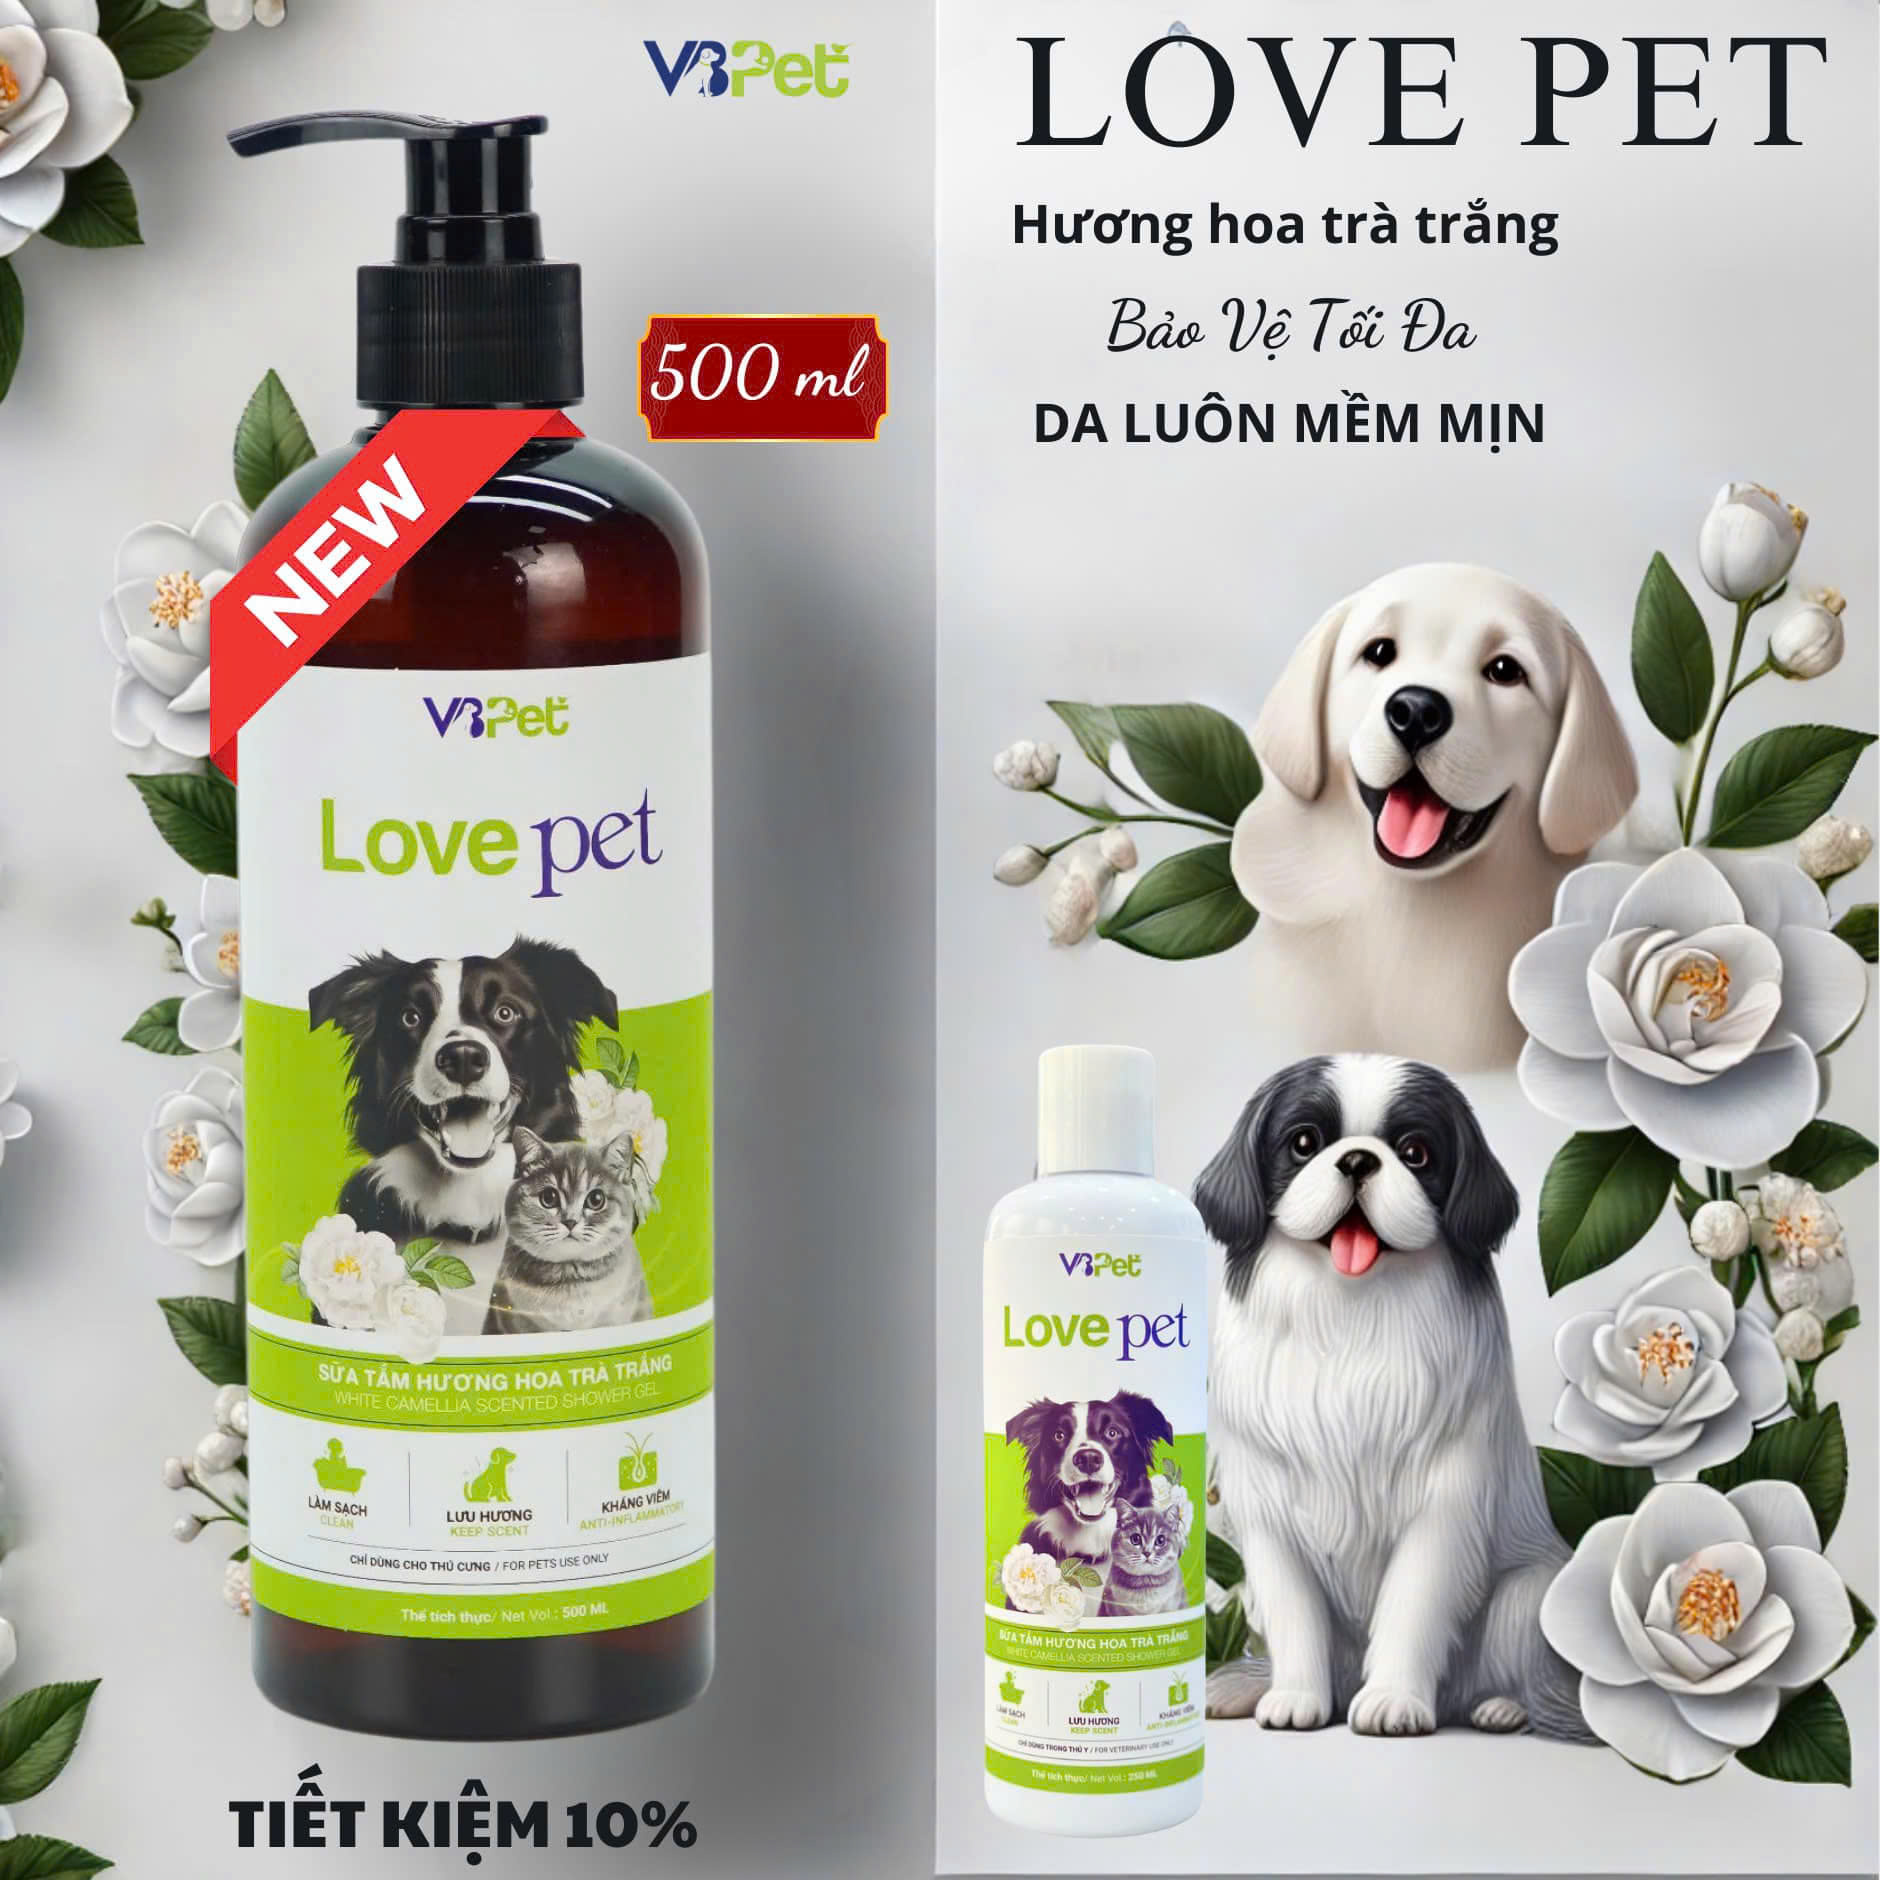 VBPet
500 ml
NEW
VBPet
Love pet
SỮA TẮM HƯƠNG HOA TRÀ TRẮNG
WHITE CAMELLIA SCENTED SHOWER GEL
LÀM SẠCH
CLEAN
LƯU HƯƠNG
KEEP SCENT
KHÁNG VIÊM
ANTI-INFLAMMATORY
CHỈ DÙNG CHO THÚ CƯNG / FOR PETS USE ONLY
Thể tích thực/ Net Vol.: 500 ML
TIẾT KIỆM 10%
LOVE PET
Hương hoa trà trắng
Bảo Vệ Tối Đa
DA LUÔN MỀM MỊN
VBPet
Love pet
SỮA TẮM HƯƠNG HOA TRÀ TRẮNG
WHITE CAMELLIA SCENTED SHOWER GEL
LÀM SẠCH
CLEAN
LƯU HƯƠNG
KEEP SCENT
KHÁNG VIÊM
ANTI-INFLAMMATORY
CHỈ DÙNG TRONG THÚ Y / FOR VETERINARY USE ONLY
Thể tích thực/ Net Vol.: 250 ML